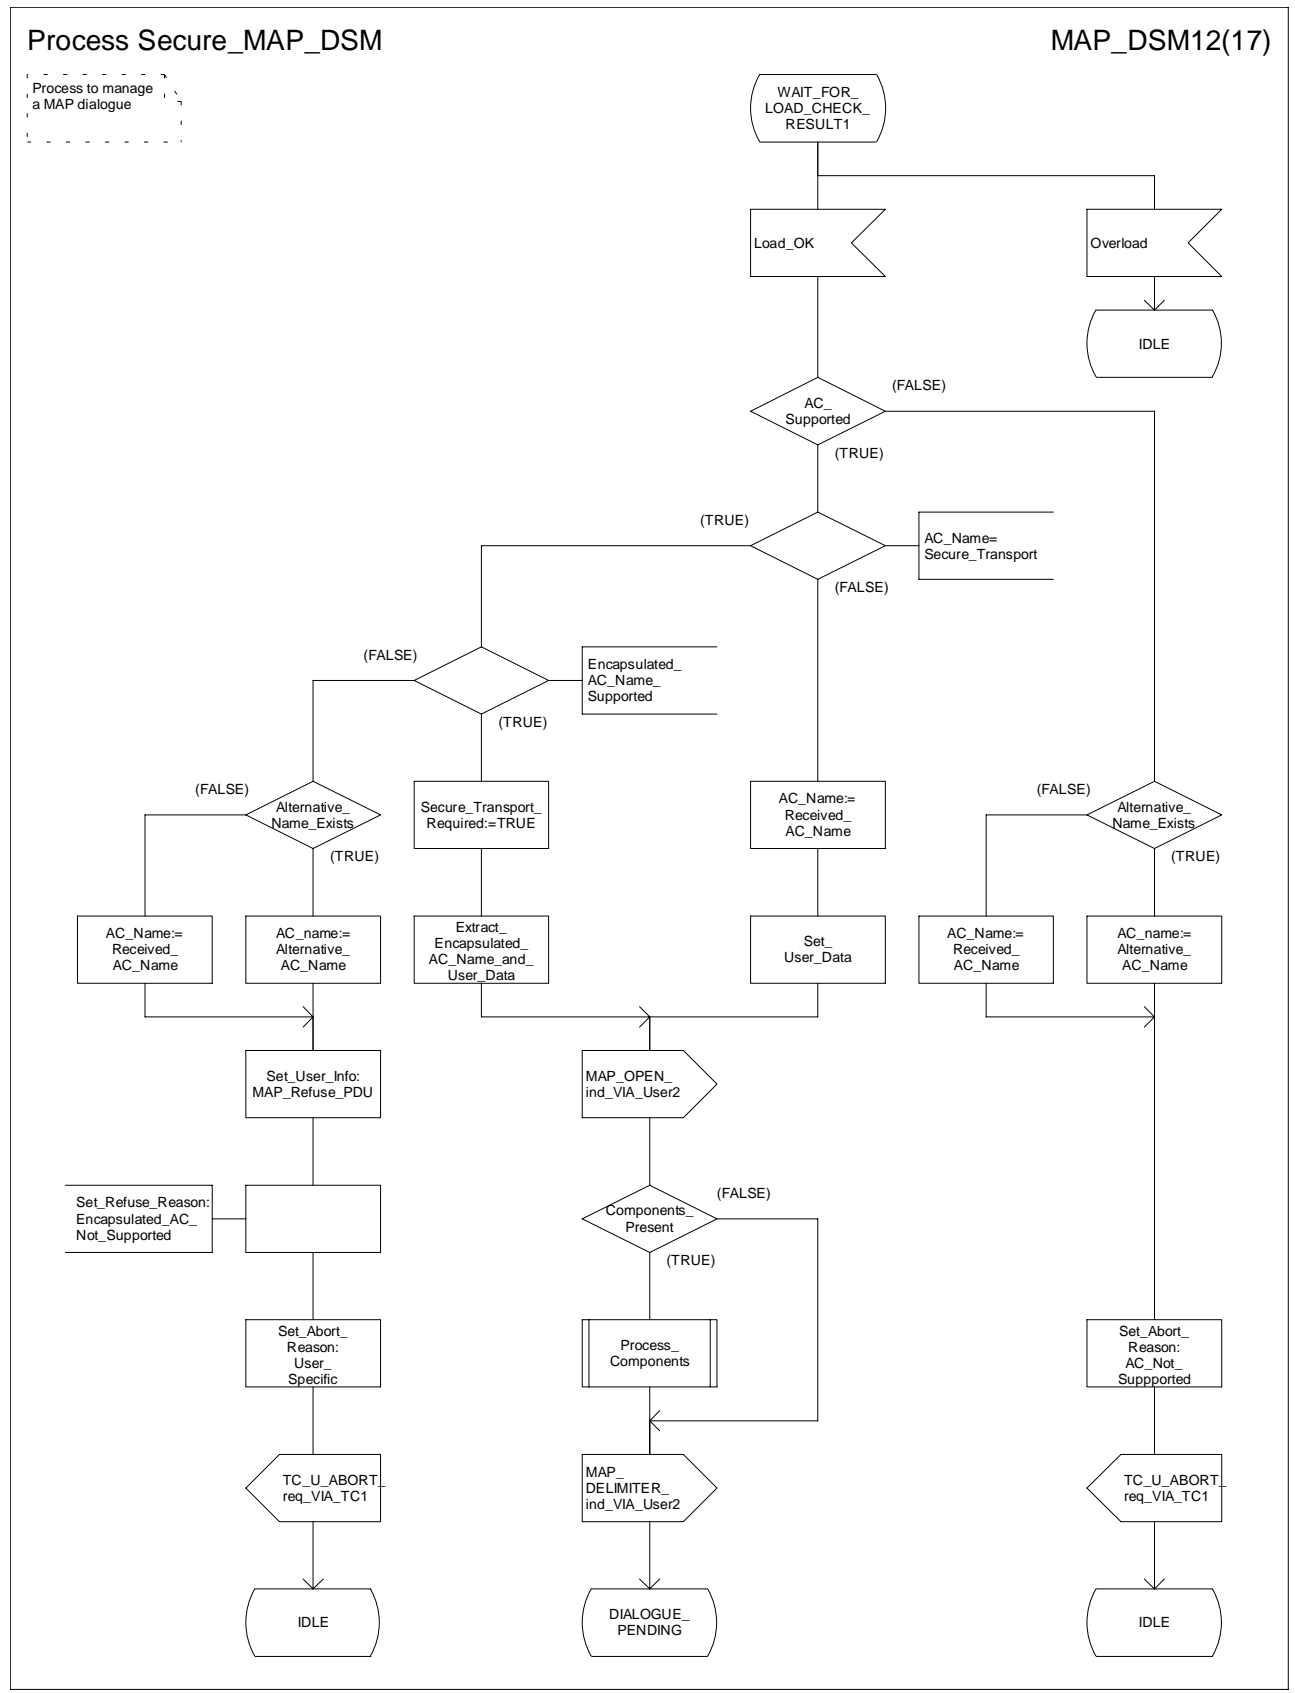 Process Secure_MAP_DSM
MAP_DSM12(17)
Process to manage
a MAP dialogue
WAIT_FOR_
LOAD_CHECK_
RESULT1
Load_OK
Overload
IDLE
AC_
Supported
(FALSE)
(TRUE)
(TRUE)
AC_Name=
Secure_Transport
(FALSE)
(FALSE)
Encapsulated_
AC_Name_
Supported
(TRUE)
(FALSE)
Alternative_
Name_Exists
(TRUE)
Secure_Transport_
Required:=TRUE
AC_Name:=
Received_
AC_Name
(FALSE)
Alternative_
Name_Exists
(TRUE)
AC_Name:=
Received_
AC_Name
AC_name:=
Alternative_
AC_Name
Extract_
Encapsulated_
AC_Name_and_
User_Data
Set_
User_Data
AC_Name:=
Received_
AC_Name
AC_name:=
Alternative_
AC_Name
Set_User_Info:
MAP_Refuse_PDU
MAP_OPEN_
ind_VIA_User2
Set_Refuse_Reason:
Encapsulated_AC_
Not_Supported
Components_
Present
(FALSE)
(TRUE)
Set_Abort_
Reason:
User_
Specific
Process_
Components
Set_Abort_
Reason:
AC_Not_
Suppported
TC_U_ABORT_
req_VIA_TC1
MAP_
DELIMITER_
ind_VIA_User2
TC_U_ABORT_
req_VIA_TC1
IDLE
DIALOGUE_
PENDING
IDLE